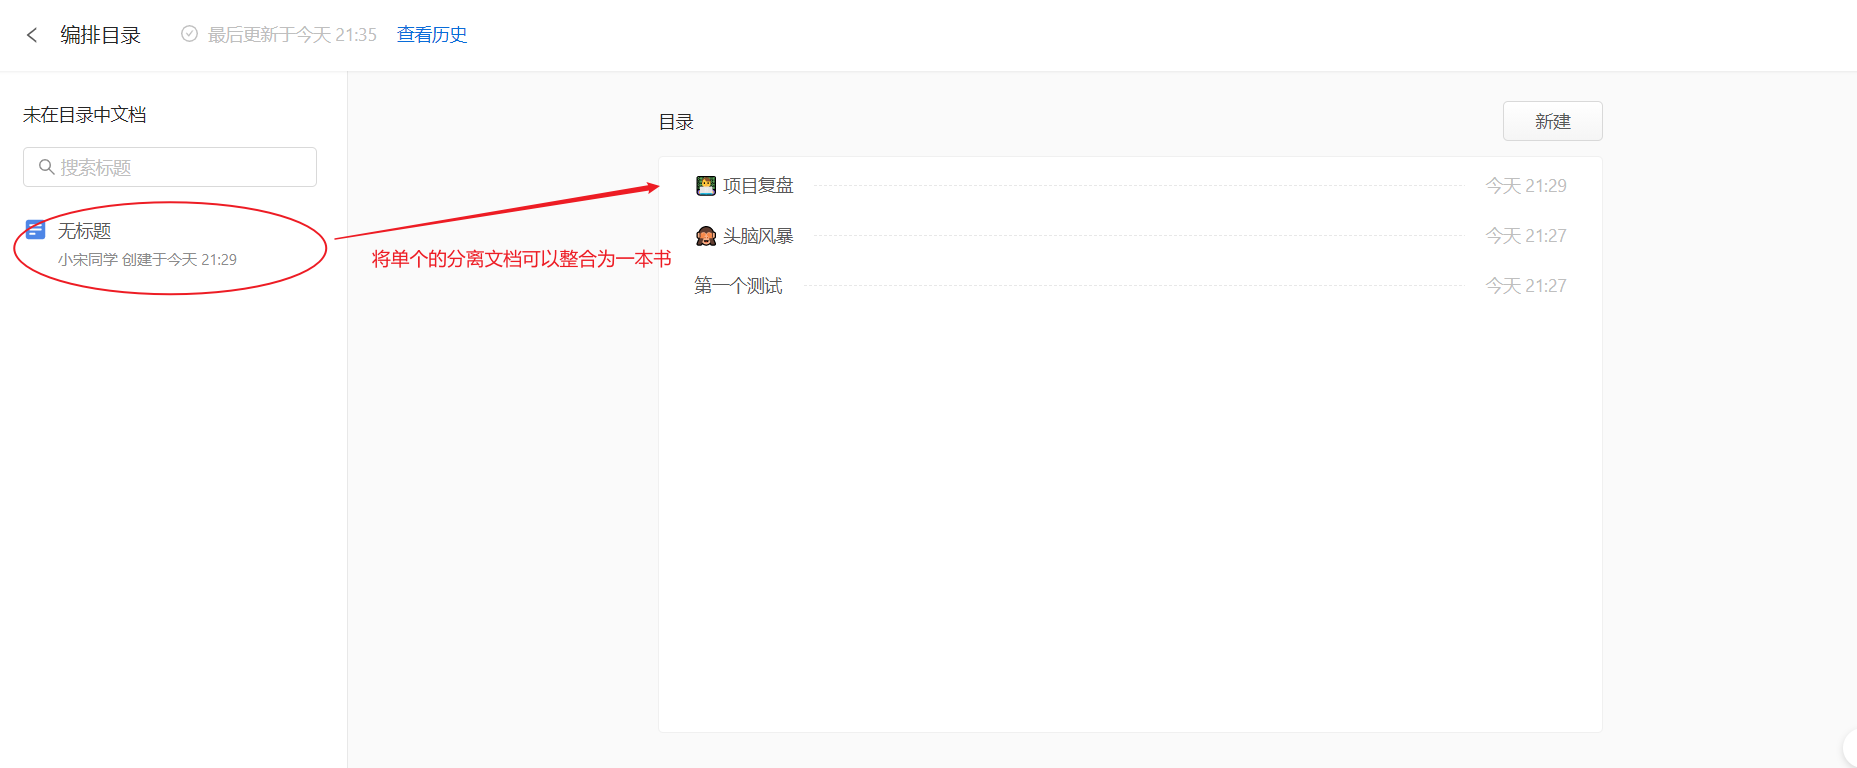 编排目录 最后更新于今天 21:35 查看历史
未在目录中文档
搜索标题
无标题
小宋同学 创建于今天 21:29
将单个的分离文档可以整合为一本书
目录 新建
项目复盘 今天 21:29
头脑风暴 今天 21:27
第一个测试 今天 21:27